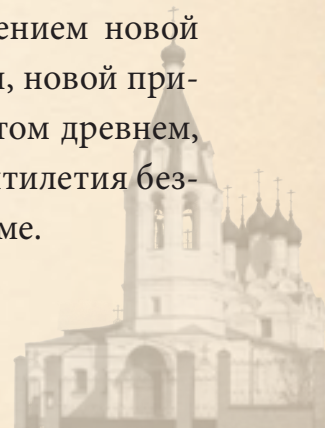 ением новой
, новой при-
том древнем,
тилетия без-
ме.